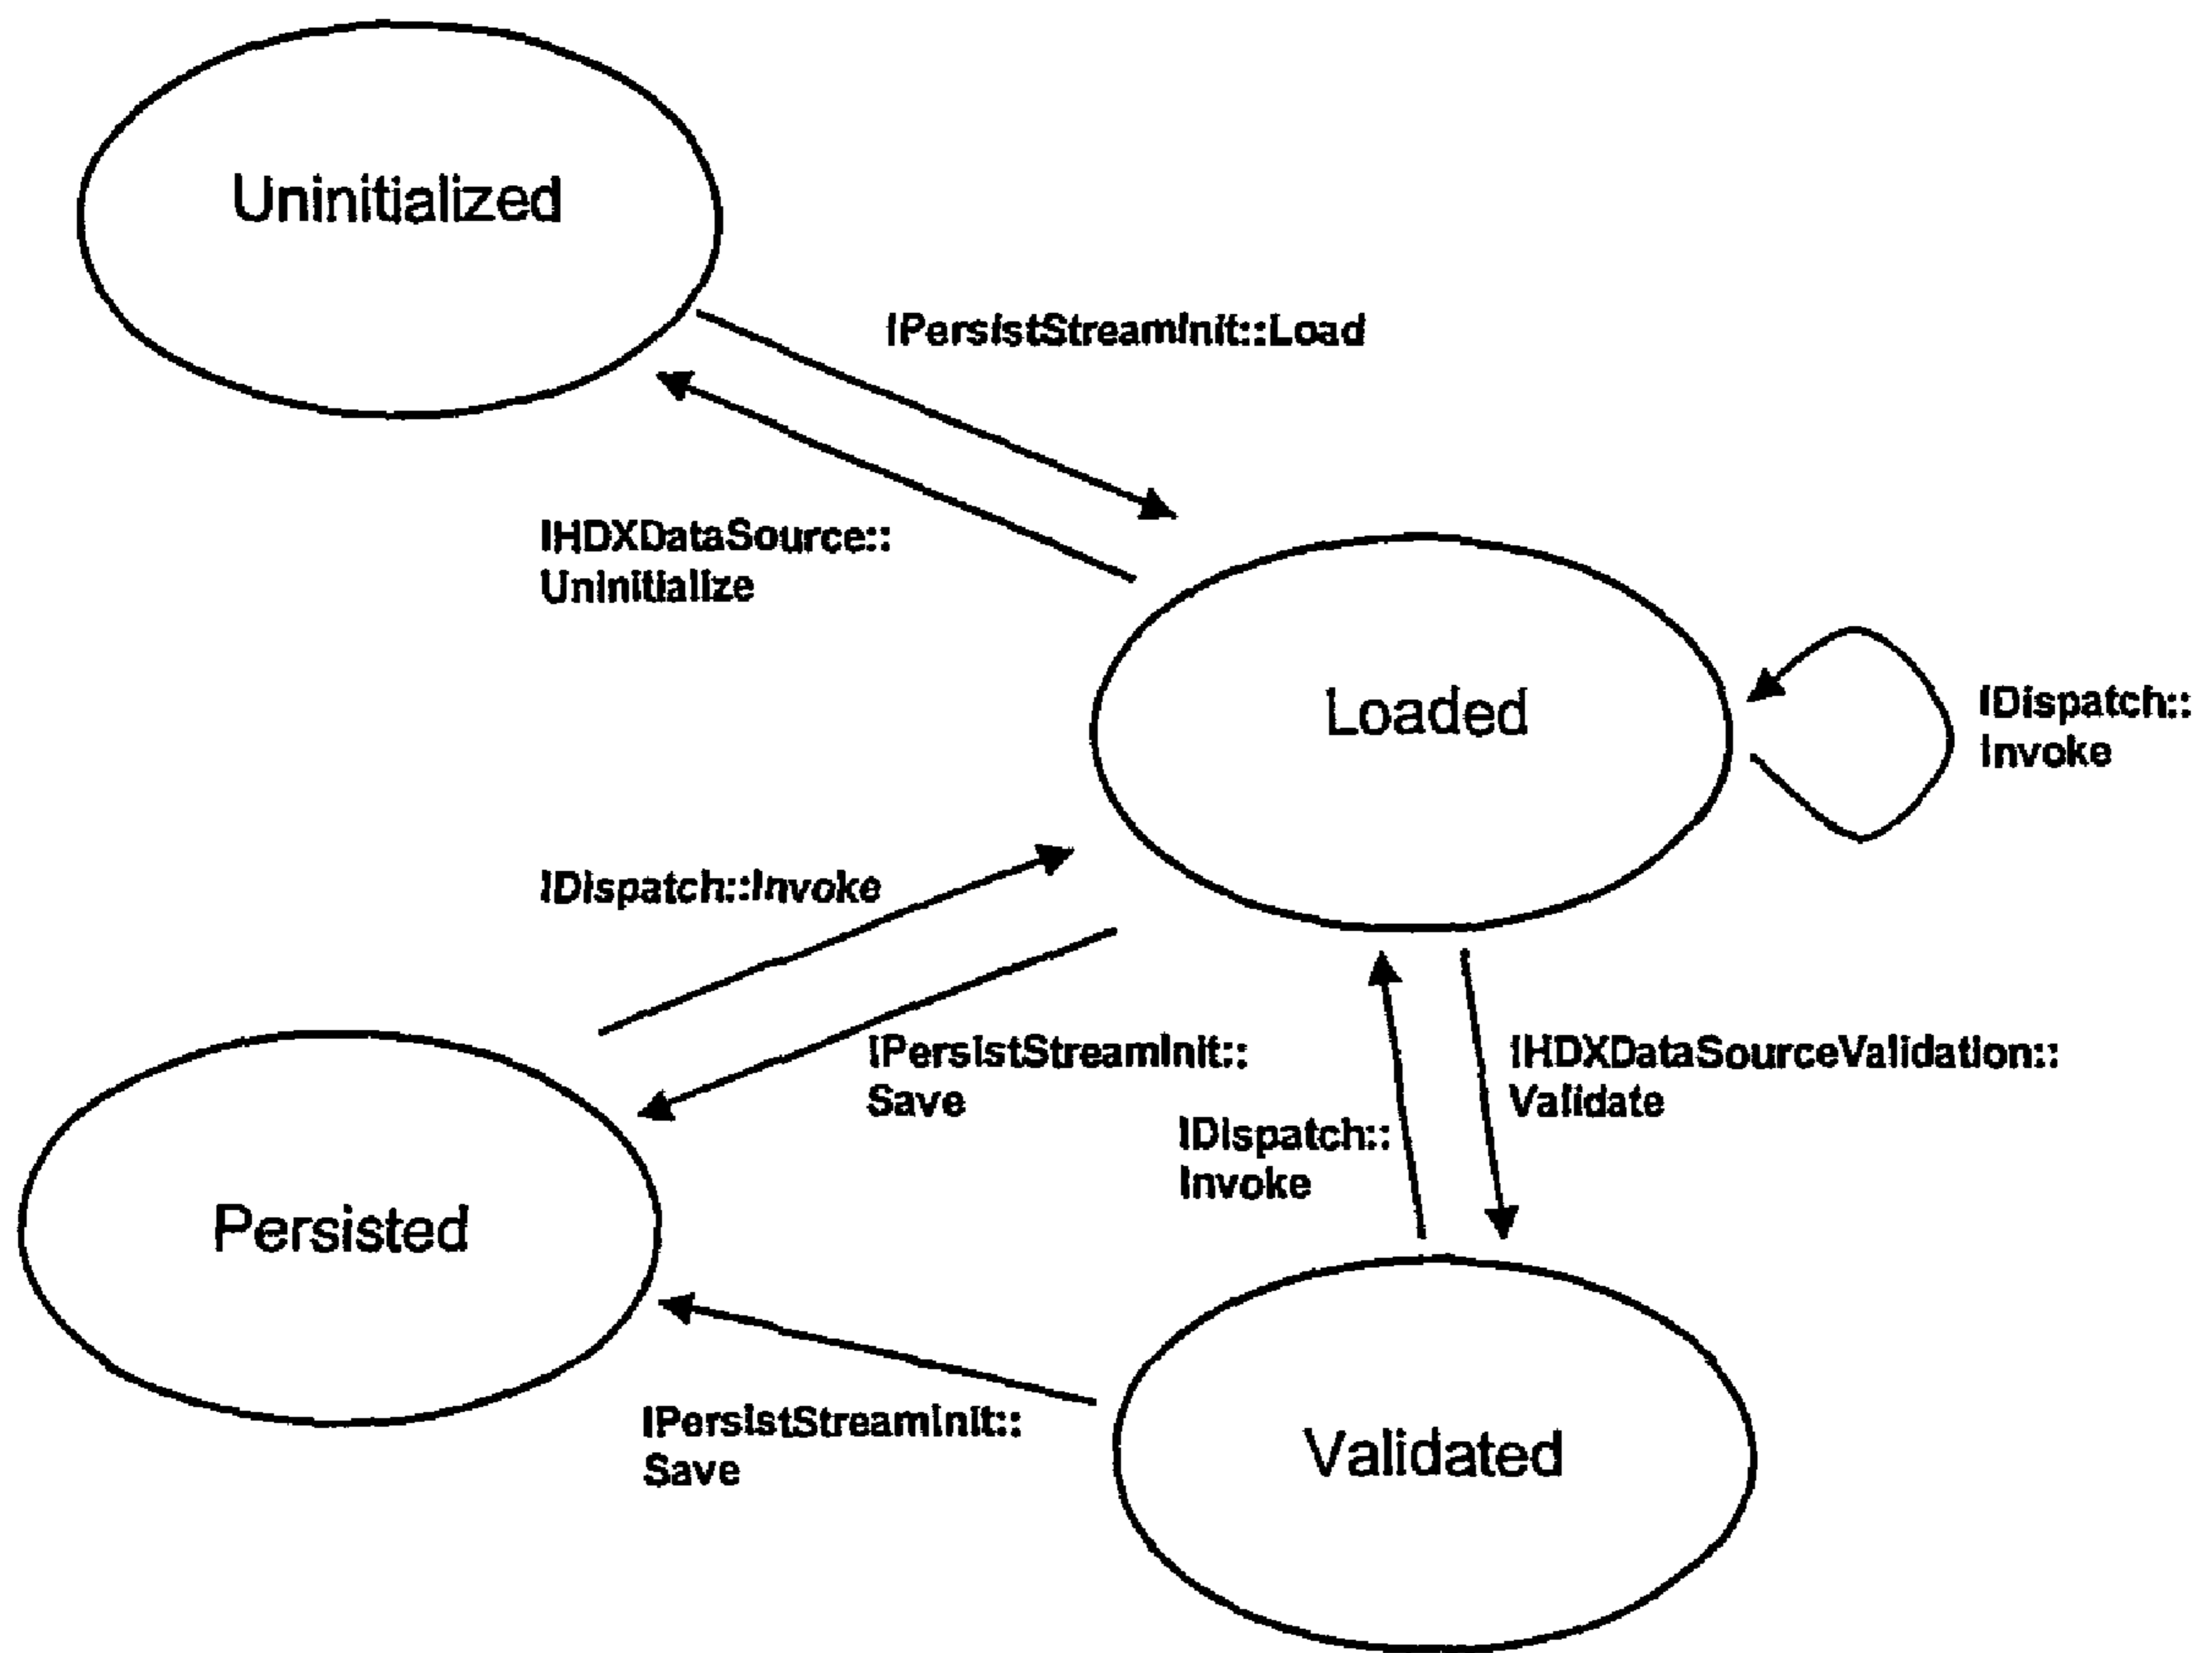 Uninitialized
IPersistStreamInit::Load
IHDXDataSource::
Uninitialize
Loaded
IDispatch::
Invoke
IDispatch::Invoke
IPersistStreamInit::
Save
IHDXDataSourceValidation::
Validate
IDispatch::
Invoke
Persisted
IPersistStreamInit::
Save
Validated